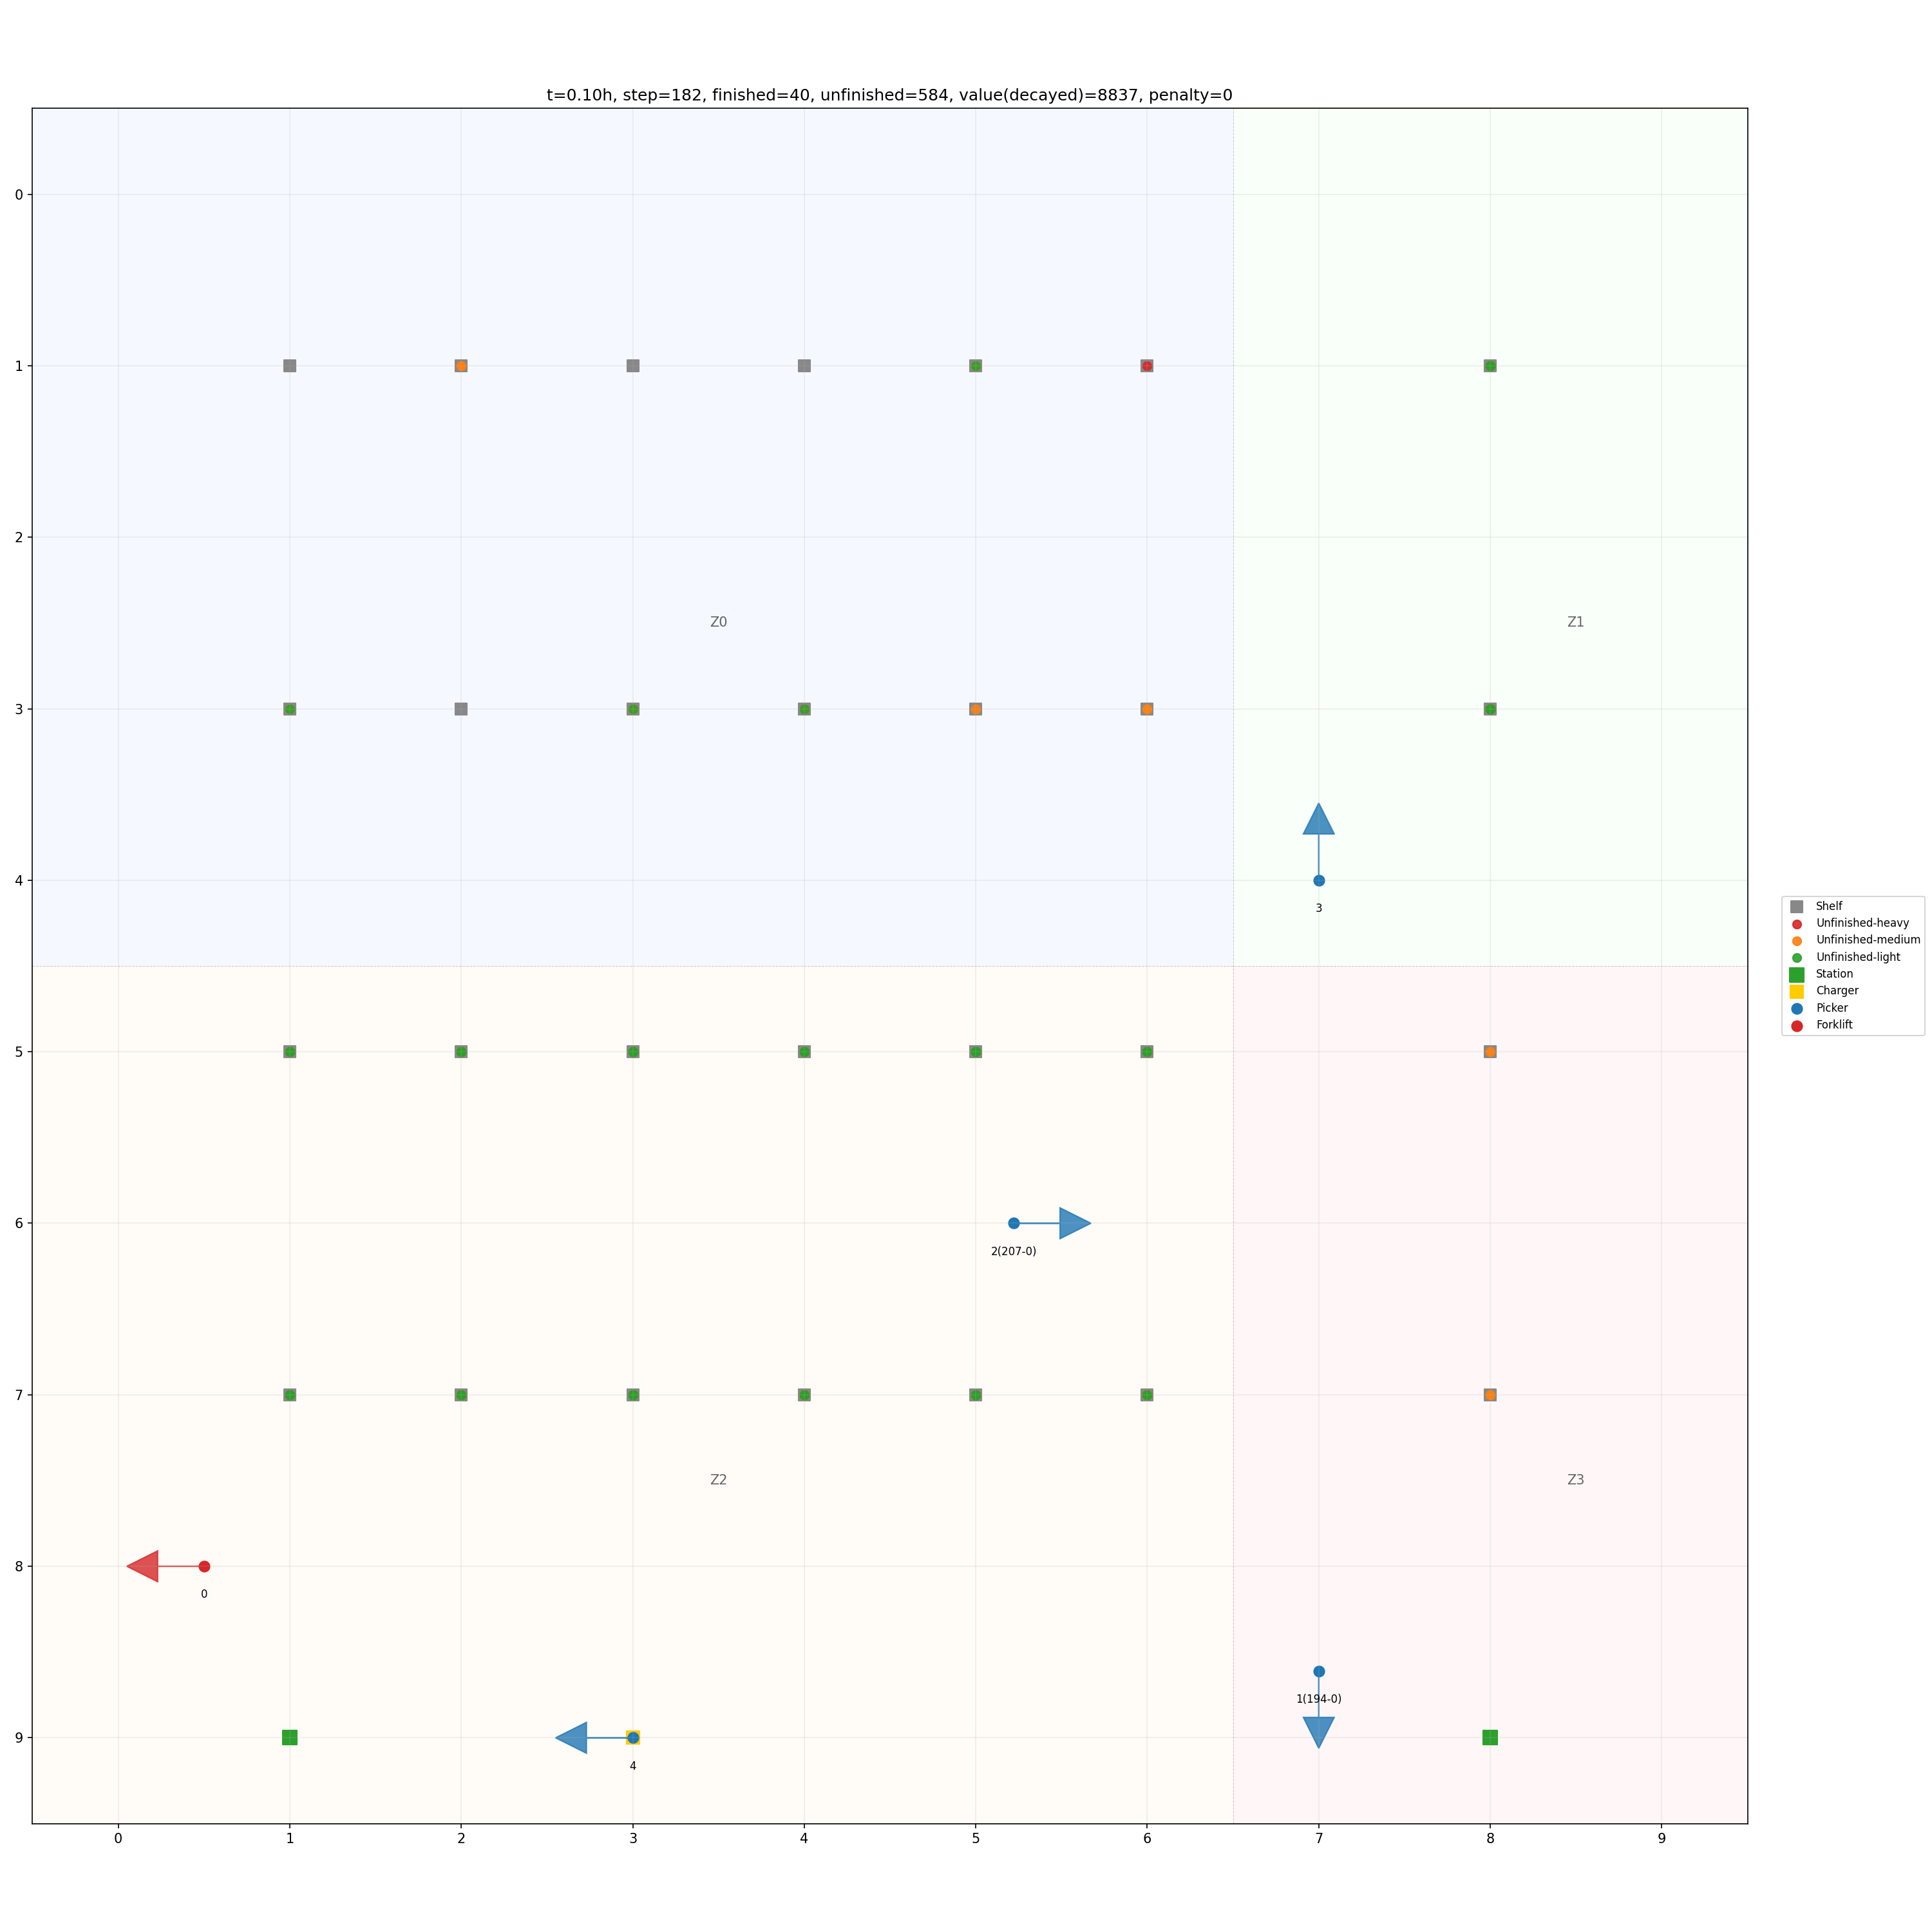 t=0.10h, step=182, finished=40, unfinished=584, value(decayed)=8837, penalty=0
0
1
2
Z0
Z1
3
4
3
Shelf
Unfinished-heavy
Unfinished-medium
Unfinished-light
Station
Charger
Picker
Forklift
5
6
2(207-0)
7
Z2
Z3
8
0
1(194-0)
9
4
0 1 2 3 4 5 6 7 8 9